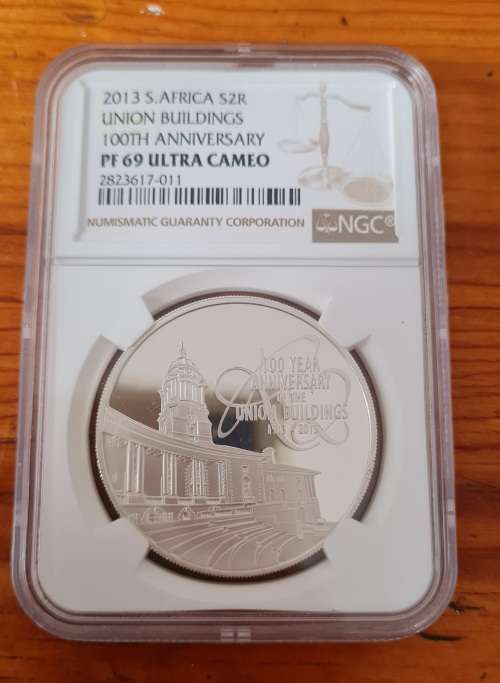 2013 S.AFRICA S2R
UNION BUILDINGS
100TH ANNIVERSARY
PF 69 ULTRA CAMEO
2823617-011
NUMISMATIC GUARANTY CORPORATION
NGC®
100 YEAR
ANNIVERSARY
OF THE
UNION BUILDINGS
2013